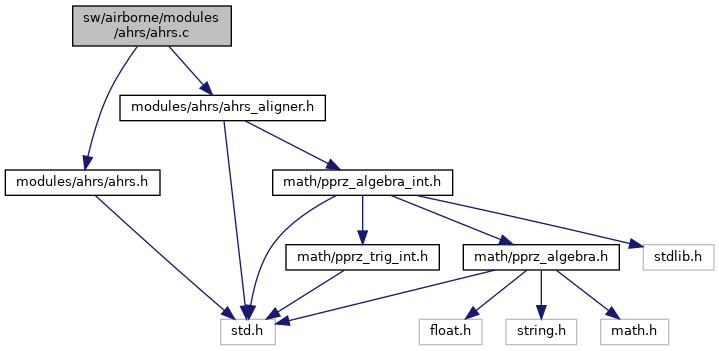 sw/airborne/modules
/ahrs/ahrs.c
modules/ahrs/ahrs_aligner.h
modules/ahrs/ahrs.h
math/pprz_algebra_int.h
math/pprz_trig_int.h
math/pprz_algebra.h
stdlib.h
std.h
float.h
string.h
math.h